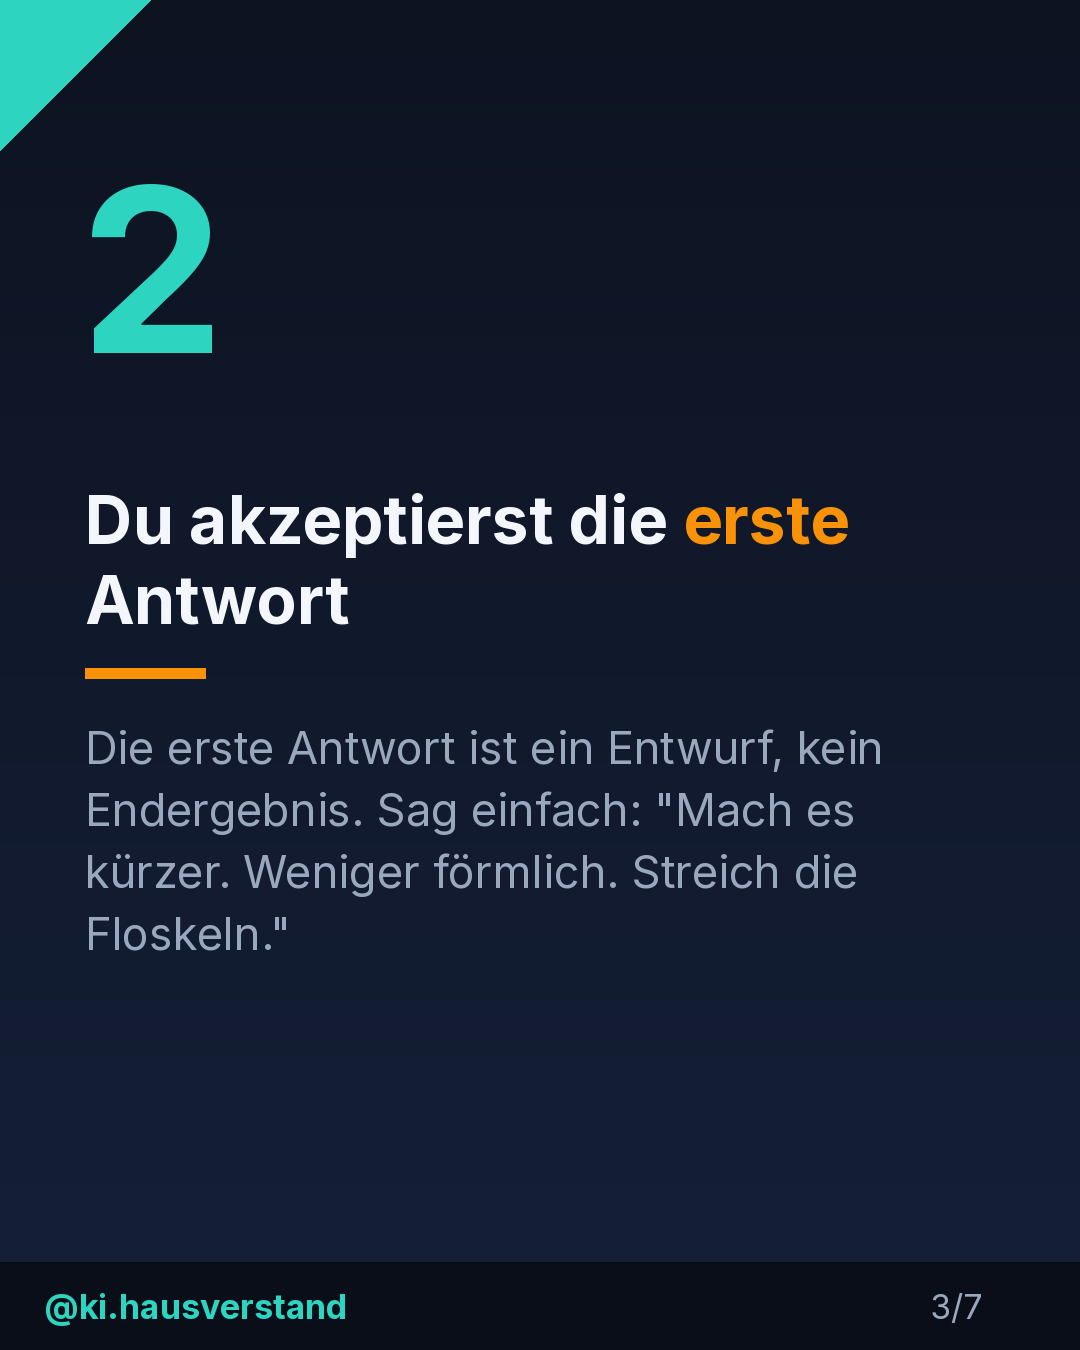 2
Du akzeptierst die erste
Antwort
Die erste Antwort ist ein Entwurf, kein
Endergebnis. Sag einfach: "Mach es
kürzer. Weniger förmlich. Streich die
Floskeln."
@ki.hausverstand
3/7